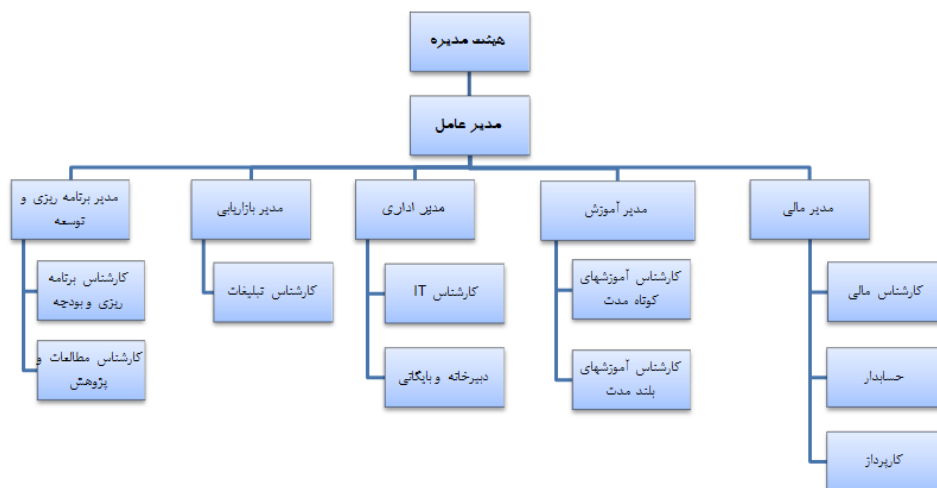 هیئت مدیره
مدیر عامل
مدیر مالی
مدیر آموزش
مدیر اداری
مدیر بازاریابی
مدیر برنامه ریزی و
توسعه
کارشناس مالی
حسابدار
کارپرداز
کارشناس آموزشهای
کوتاه مدت
کارشناس آموزشهای
بلند مدت
کارشناس IT
دبیرخانه و بایگانی
کارشناس تبلیغات
کارشناس برنامه
ریزی و بودجه
کارشناس مطالعات و
پژوهش